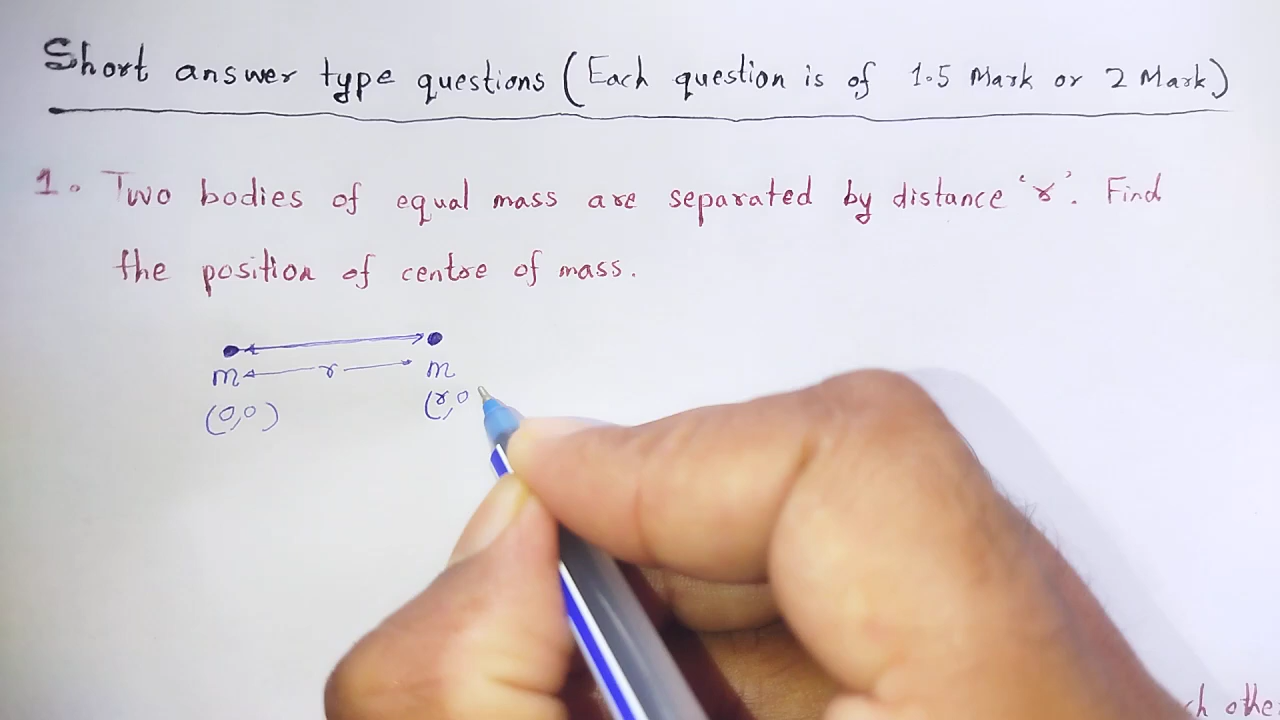 Short answer type questions (Each question is of 1.5 Mark or 2 Mark)
1. Two bodies of equal mass are separated by distance 'r'. Find
the position of centre of mass.
m r m
(0,0) (r,0
ch othe